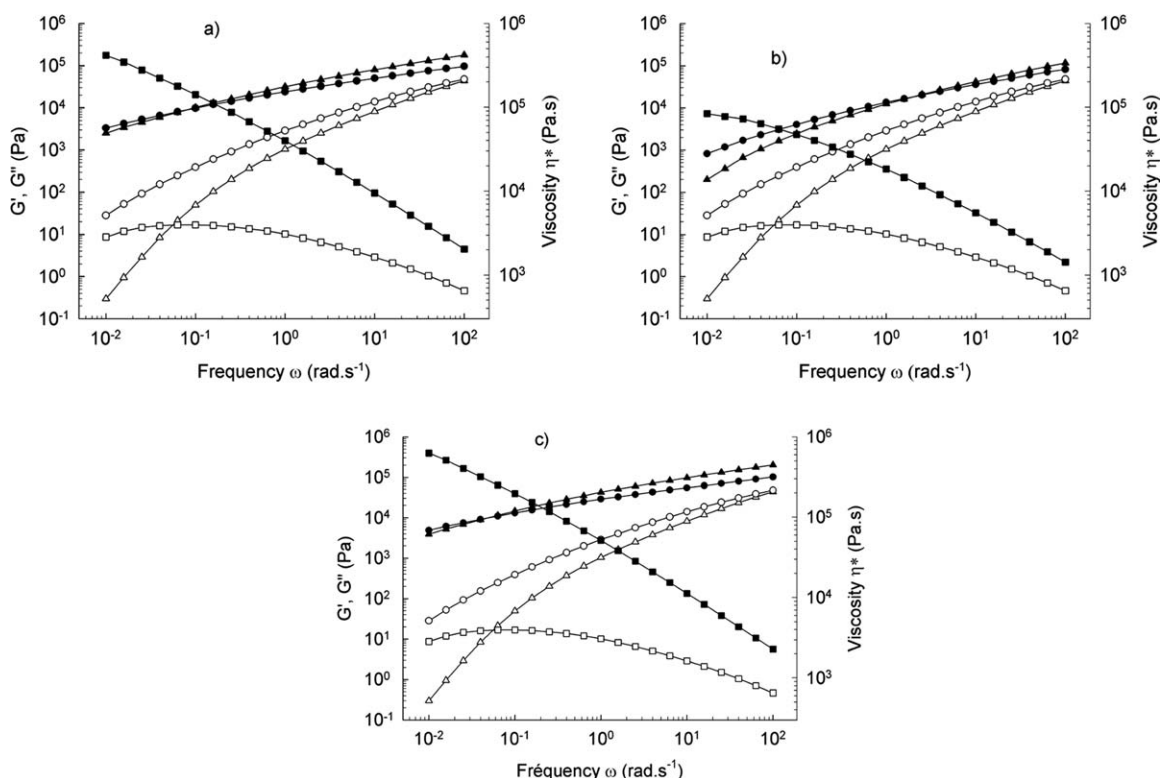 a)
10⁶
10⁵
10⁴
10³
10²
10¹
10⁰
10⁻¹
G', G'' (Pa)
10⁶
10⁵
10⁴
10³
Viscosity η* (Pa.s)
10⁻² 10⁻¹ 10⁰ 10¹ 10²
Frequency ω (rad.s⁻¹)
b)
10⁶
10⁵
10⁴
10³
10²
10¹
10⁰
10⁻¹
G', G'' (Pa)
10⁶
10⁵
10⁴
10³
Viscosity η* (Pa.s)
10⁻² 10⁻¹ 10⁰ 10¹ 10²
Frequency ω (rad.s⁻¹)
c)
10⁶
10⁵
10⁴
10³
10²
10¹
10⁰
10⁻¹
G', G'' (Pa)
10⁶
10⁵
10⁴
10³
Viscosity η* (Pa.s)
10⁻² 10⁻¹ 10⁰ 10¹ 10²
Fréquency ω (rad.s⁻¹)